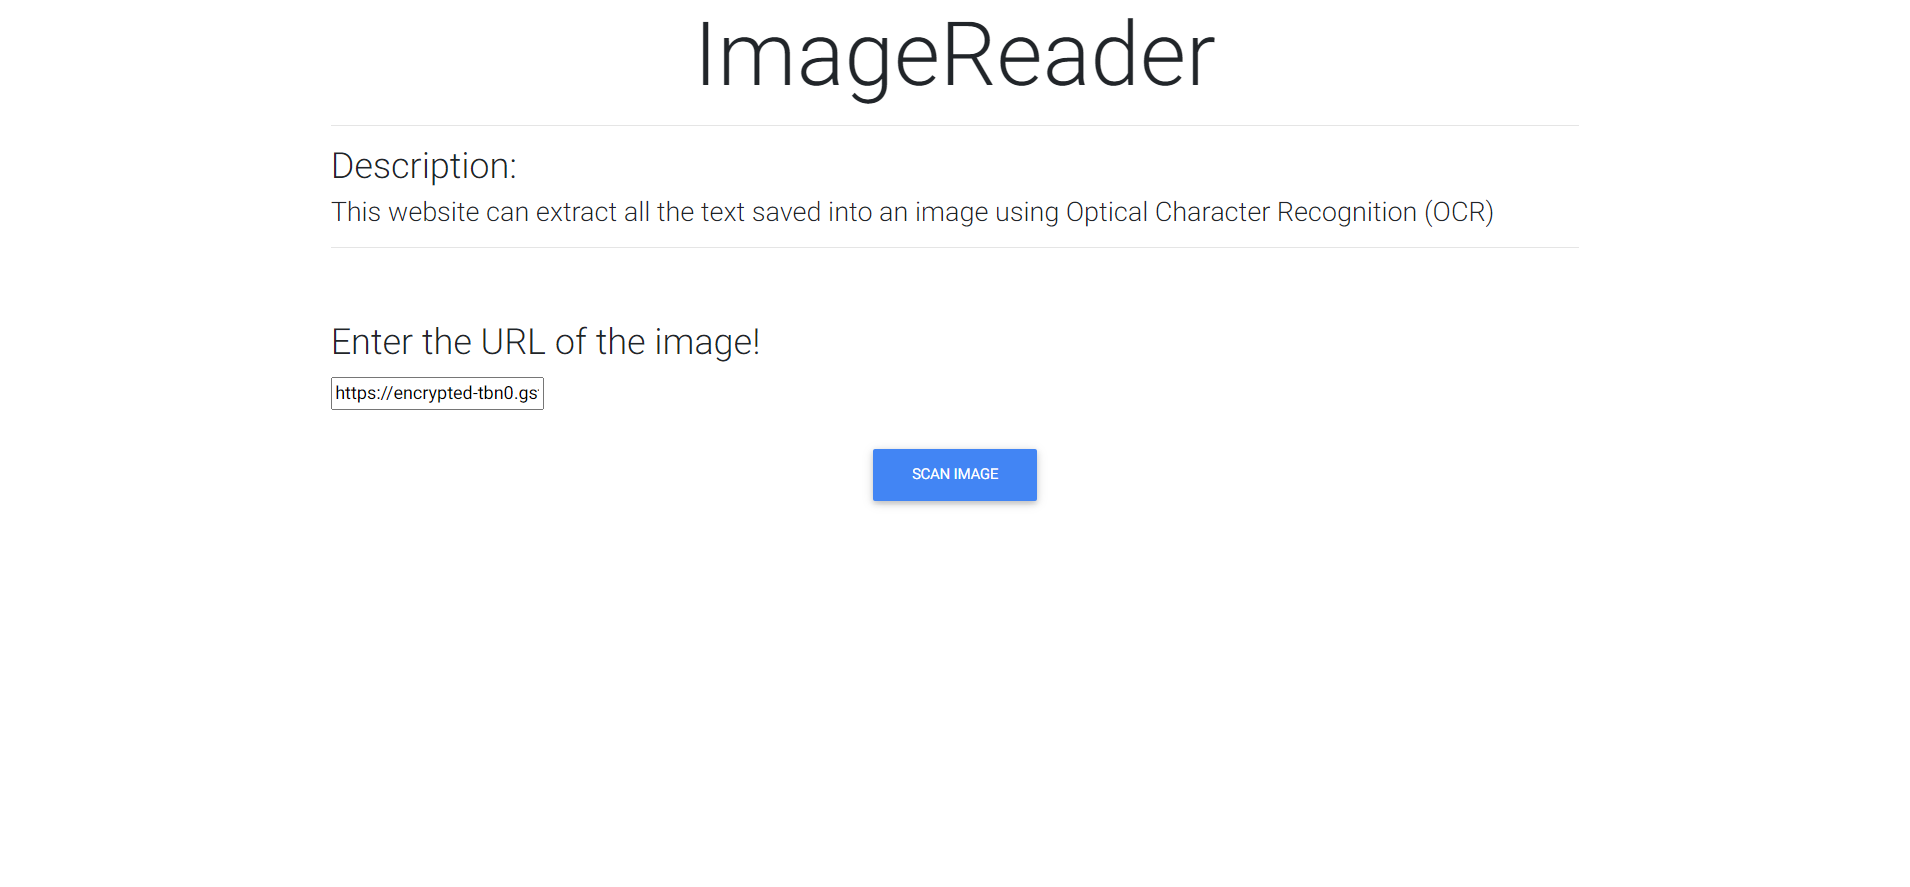 ImageReader
Description:
This website can extract all the text saved into an image using Optical Character Recognition (OCR)
Enter the URL of the image!
https://encrypted-tbn0.gs
SCAN IMAGE